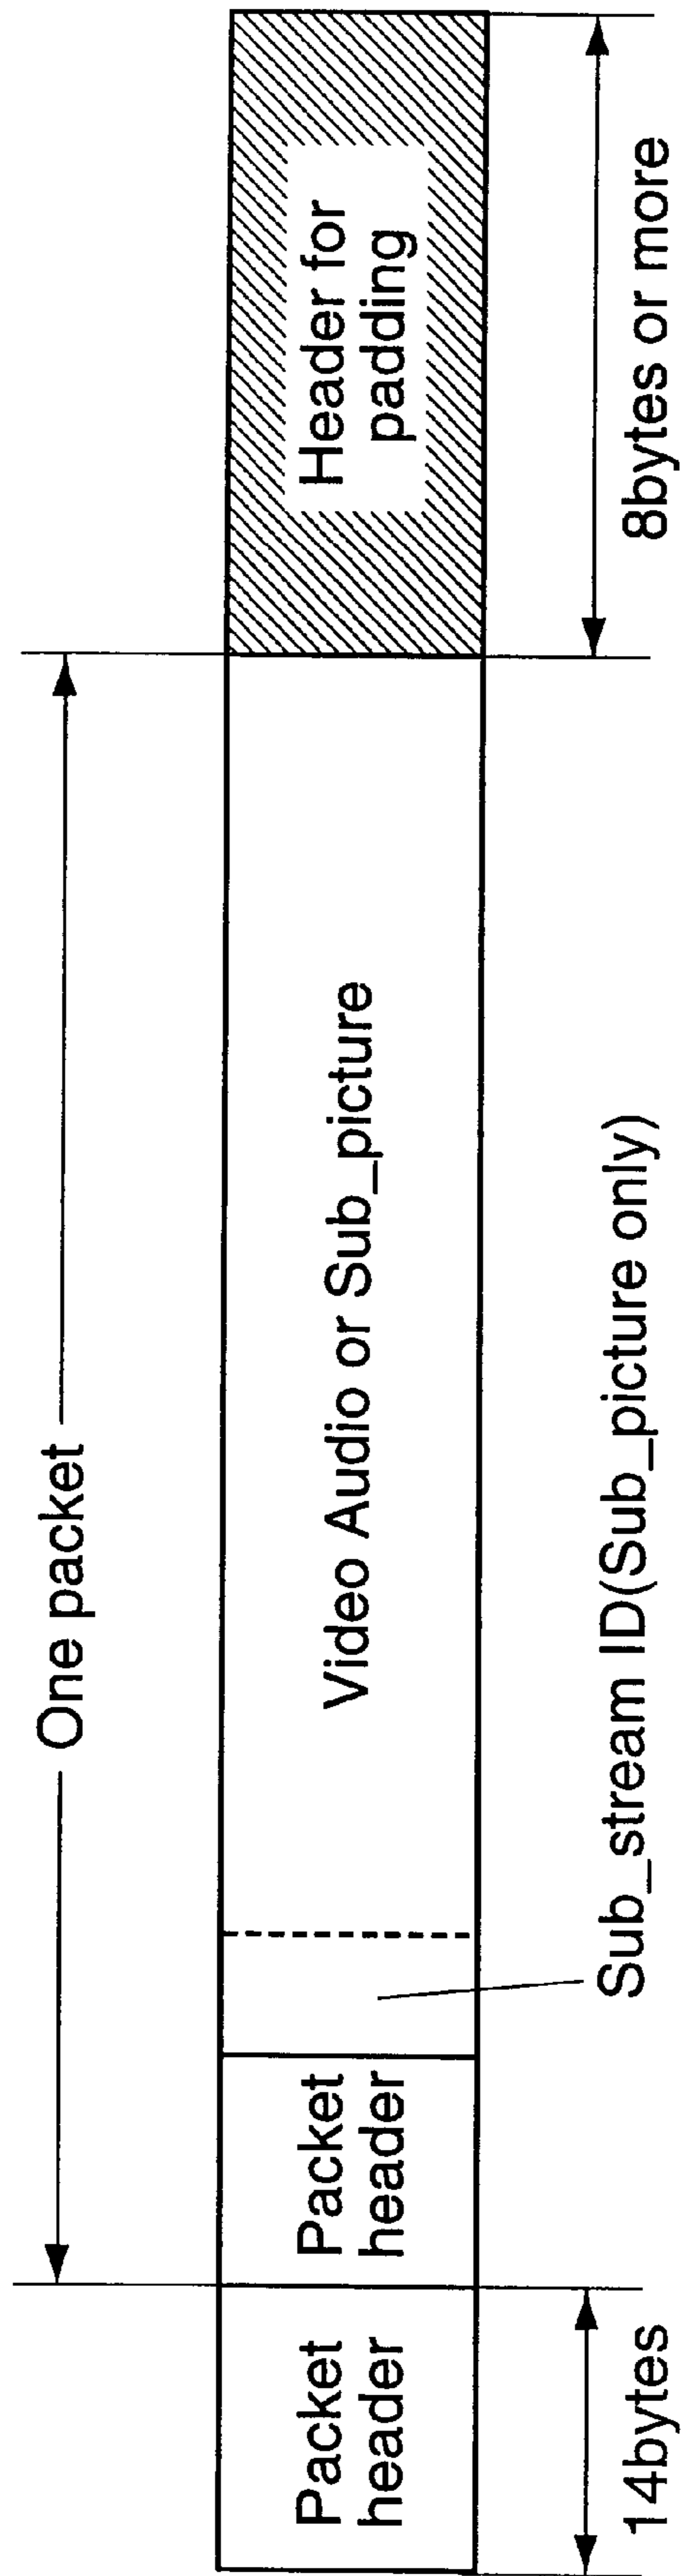 One packet
Packet
header
Packet
header
Video Audio or Sub_picture
Header for
padding
14bytes
Sub_stream ID(Sub_picture only)
8bytes or more